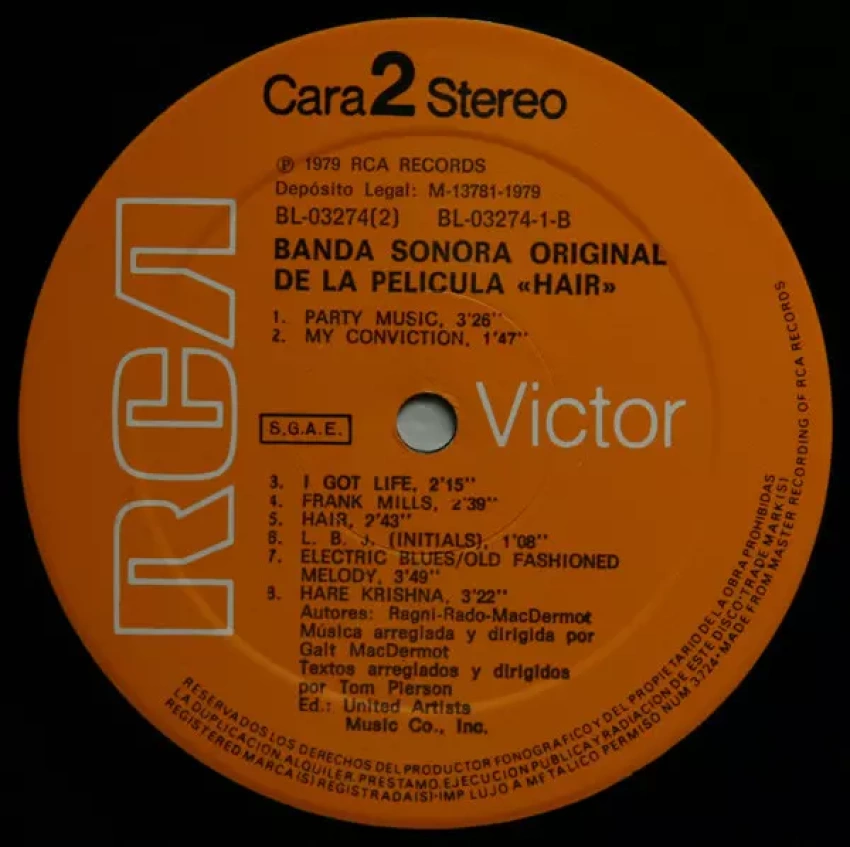 Cara 2 Stereo
℗ 1979 RCA RECORDS
Depósito Legal: M-13781-1979
BL-03274(2) BL-03274-1-B
BANDA SONORA ORIGINAL
DE LA PELICULA «HAIR»
1. PARTY MUSIC, 3'26''
2. MY CONVICTION, 1'47''
RCA
S.G.A.E.
Victor
3. I GOT LIFE, 2'15''
4. FRANK MILLS, 2'39''
5. HAIR, 2'43''
6. L. B. J. (INITIALS), 1'08''
7. ELECTRIC BLUES/OLD FASHIONED
MELODY, 3'49''
8. HARE KRISHNA, 3'22''
Autores: Ragni-Rado-MacDermot
Música arreglada y dirigida por
Galt MacDermot
Textos arreglados y dirigidos
por Tom Pierson
Ed.: United Artists
Music Co., Inc.
RESERVADOS LOS DERECHOS DEL PRODUCTOR FONOGRAFICO Y DEL PROPIETARIO DE LA OBRA PROHIBIDAS
LA DUPLICACION, ALQUILER, PRESTAMO, EJECUCION PUBLICA Y RADIACION DE ESTE DISCO·TRADE MARK(S)
REGISTERED MARCA(S) REGISTRADA(S)·IMP LUJO A METALICO PERMISO NUM 3.724·MADE FROM MASTER RECORDING OF RCA RECORDS